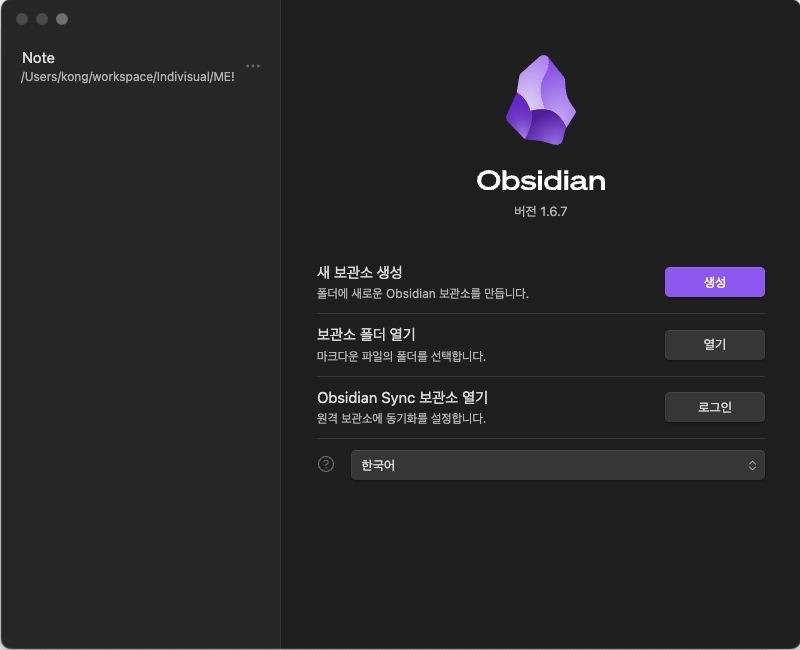 Note
/Users/kong/workspace/Indivisual/ME!
Obsidian
버전 1.6.7
새 보관소 생성
폴더에 새로운 Obsidian 보관소를 만듭니다.
생성
보관소 폴더 열기
마크다운 파일의 폴더를 선택합니다.
열기
Obsidian Sync 보관소 열기
원격 보관소에 동기화를 설정합니다.
로그인
한국어